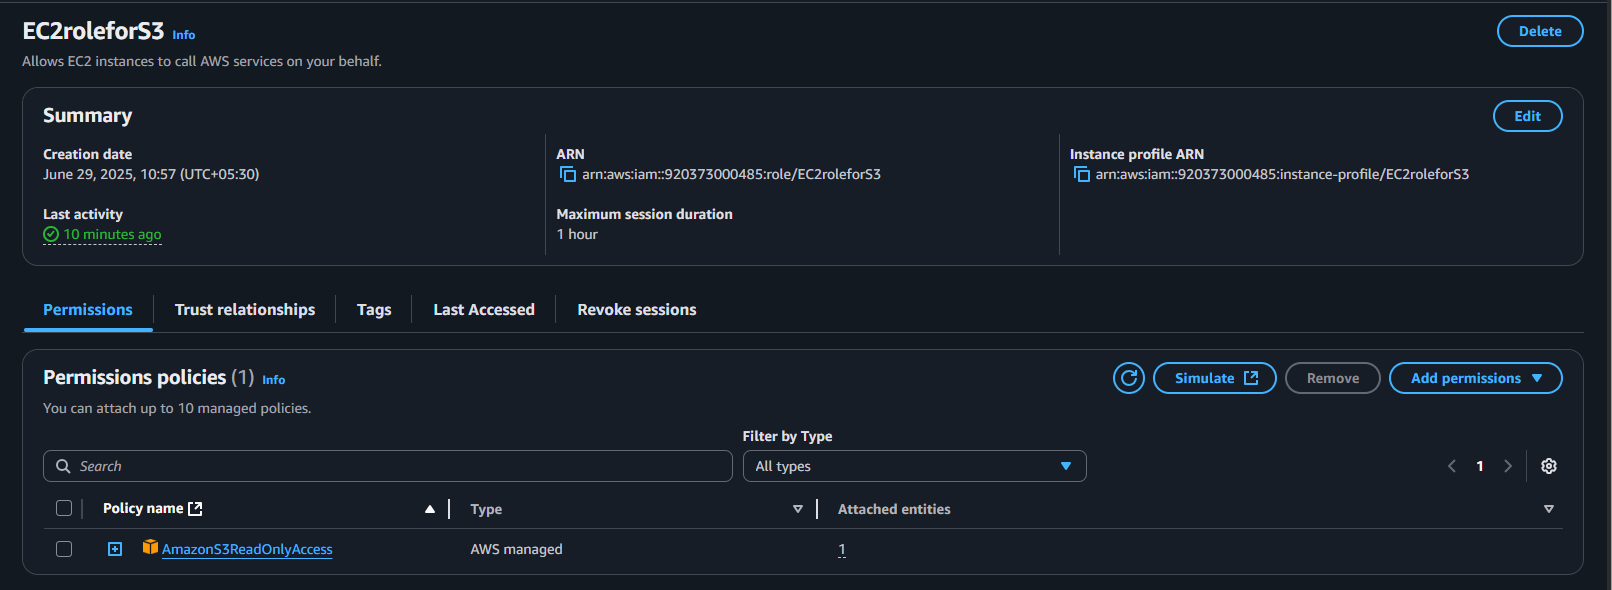 EC2roleforS3 Info
Delete
Allows EC2 instances to call AWS services on your behalf.
Summary
Edit
Creation date
June 29, 2025, 10:57 (UTC+05:30)
ARN
arn:aws:iam::920373000485:role/EC2roleforS3
Instance profile ARN
arn:aws:iam::920373000485:instance-profile/EC2roleforS3
Last activity
10 minutes ago
Maximum session duration
1 hour
Permissions Trust relationships Tags Last Accessed Revoke sessions
Permissions policies (1) Info
Simulate Remove Add permissions
You can attach up to 10 managed policies.
Filter by Type
Search
All types
1
Policy name Type Attached entities
AmazonS3ReadOnlyAccess AWS managed 1